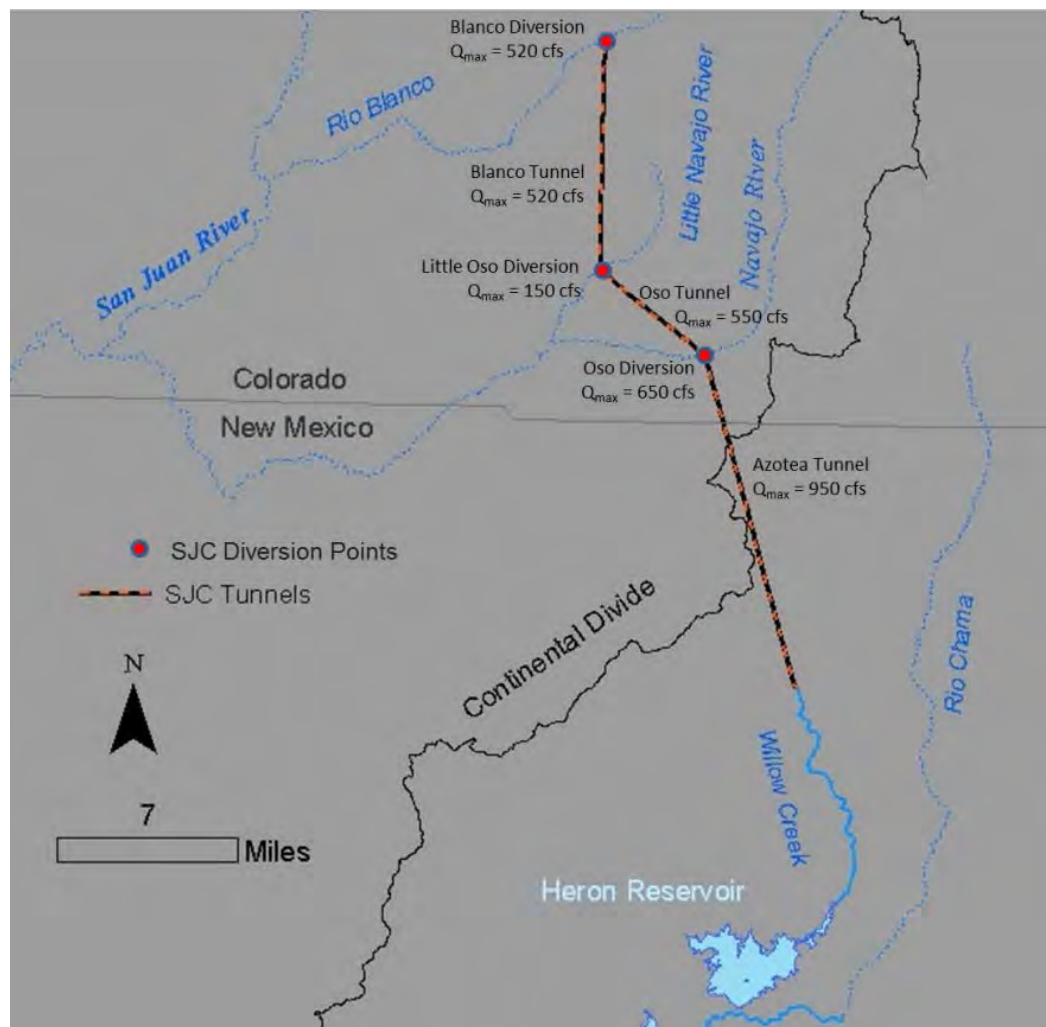 Blanco Diversion
Qmax = 520 cfs
Rio Blanco
Little Navajo River
Navajo River
Blanco Tunnel
Qmax = 520 cfs
San Juan River
Little Oso Diversion
Qmax = 150 cfs
Oso Tunnel
Qmax = 550 cfs
Oso Diversion
Qmax = 650 cfs
Colorado
New Mexico
Azotea Tunnel
Qmax = 950 cfs
SJC Diversion Points
SJC Tunnels
Continental Divide
Rio Chama
N
Willow Creek
7
Miles
Heron Reservoir